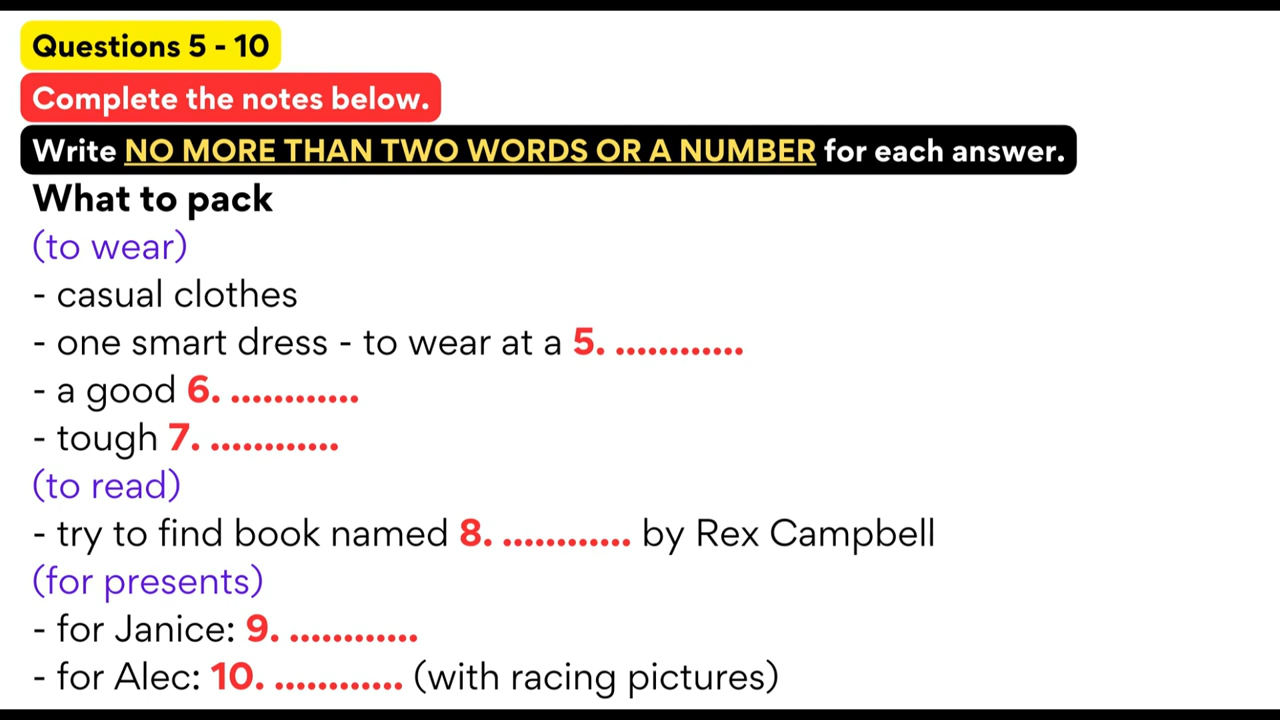 Questions 5 - 10
Complete the notes below.
Write NO MORE THAN TWO WORDS OR A NUMBER for each answer.
What to pack
(to wear)
- casual clothes
- one smart dress - to wear at a 5. ............
- a good 6. ............
- tough 7. ............
(to read)
- try to find book named 8. ............ by Rex Campbell
(for presents)
- for Janice: 9. ............
- for Alec: 10. ............ (with racing pictures)